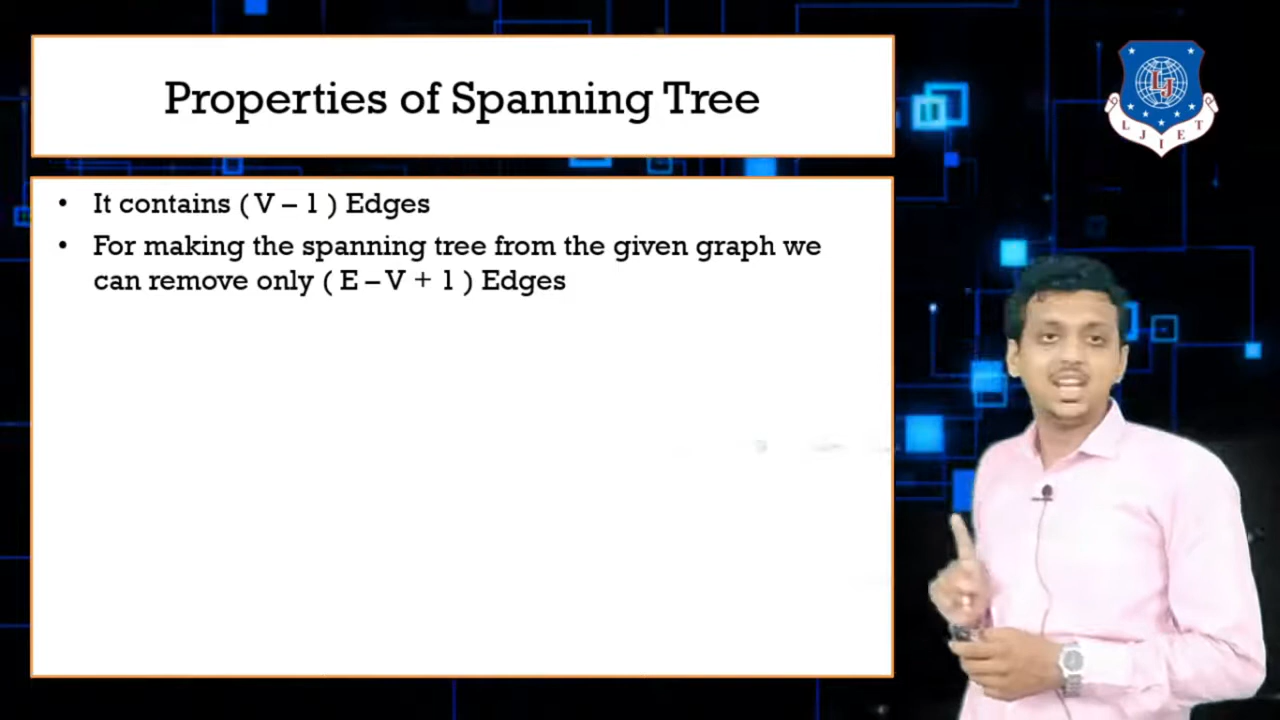 Properties of Spanning Tree
• It contains ( V – 1 ) Edges
• For making the spanning tree from the given graph we
can remove only ( E – V + 1 ) Edges
LJ
L J I E T